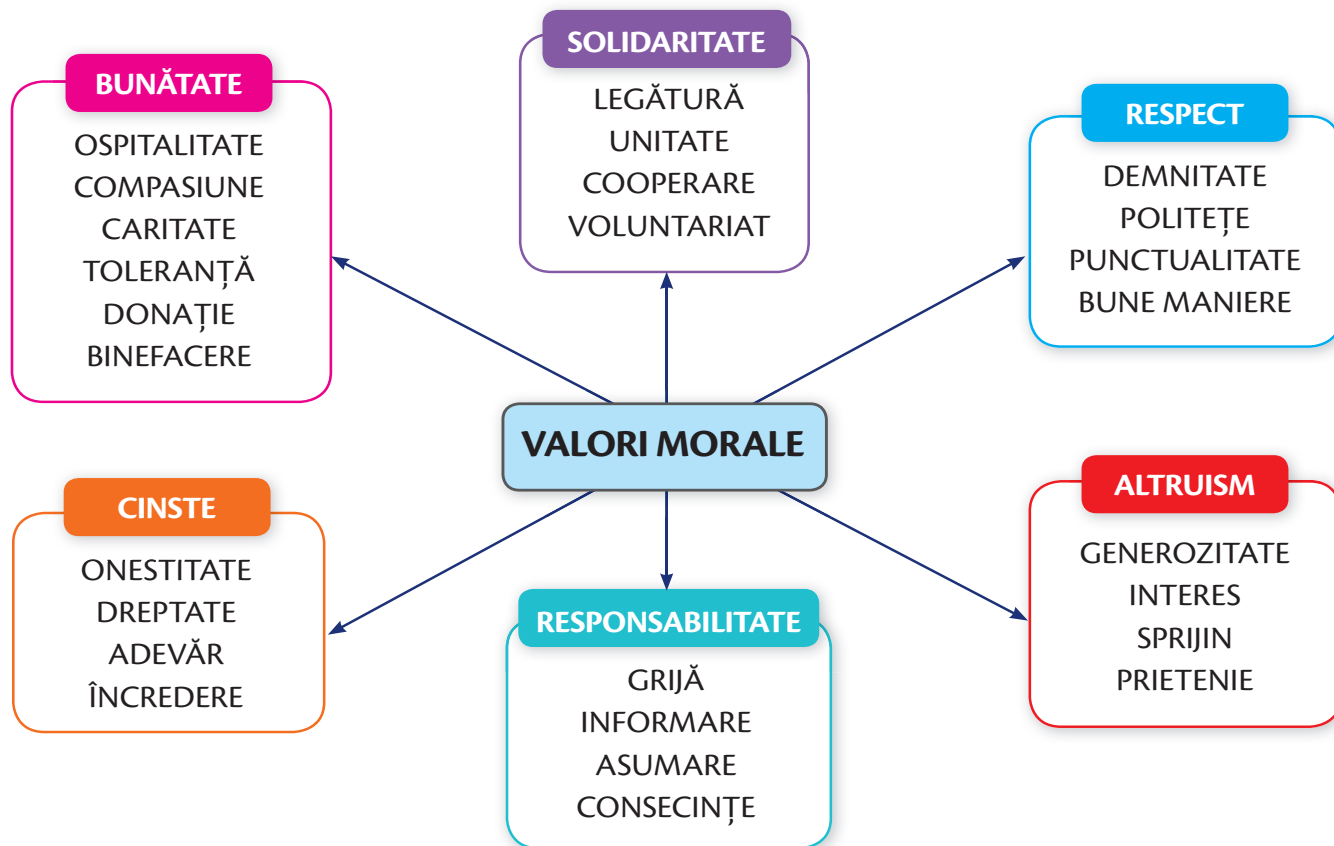 BUNĂTATE
OSPITALITATE
COMPASIUNE
CARITATE
TOLERANȚĂ
DONAȚIE
BINEFACERE
SOLIDARITATE
LEGĂTURĂ
UNITATE
COOPERARE
VOLUNTARIAT
RESPECT
DEMNITATE
POLITEȚE
PUNCTUALITATE
BUNE MANIERE
VALORI MORALE
CINSTE
ONESTITATE
DREPTATE
ADEVĂR
ÎNCREDERE
RESPONSABILITATE
GRIJĂ
INFORMARE
ASUMARE
CONSECINȚE
ALTRUISM
GENEROZITATE
INTERES
SPRIJIN
PRIETENIE